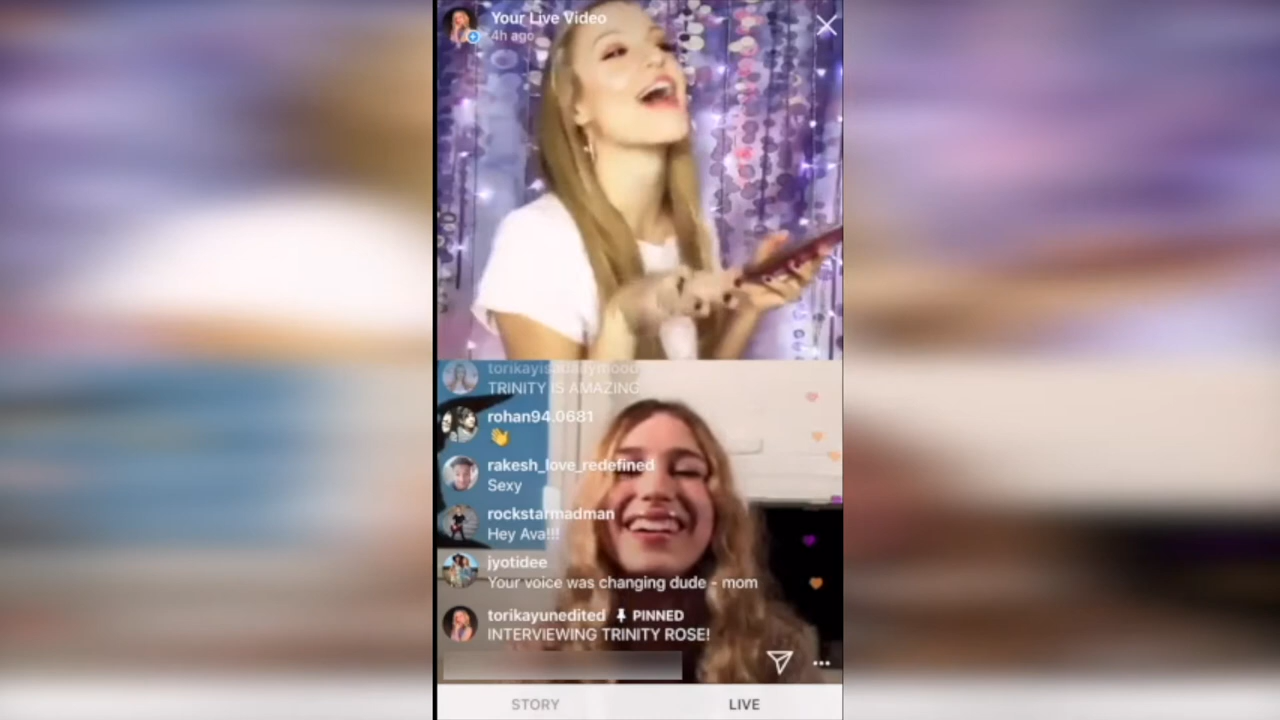 Your Live Video
4h ago
torikayisadailymood
TRINITY IS AMAZING
rohan94.0681
👋
rakesh_love_redefined
Sexy
rockstarmadman
Hey Ava!!!
jyotidee
Your voice was changing dude - mom
torikayunedited PINNED
INTERVIEWING TRINITY ROSE!
STORY LIVE